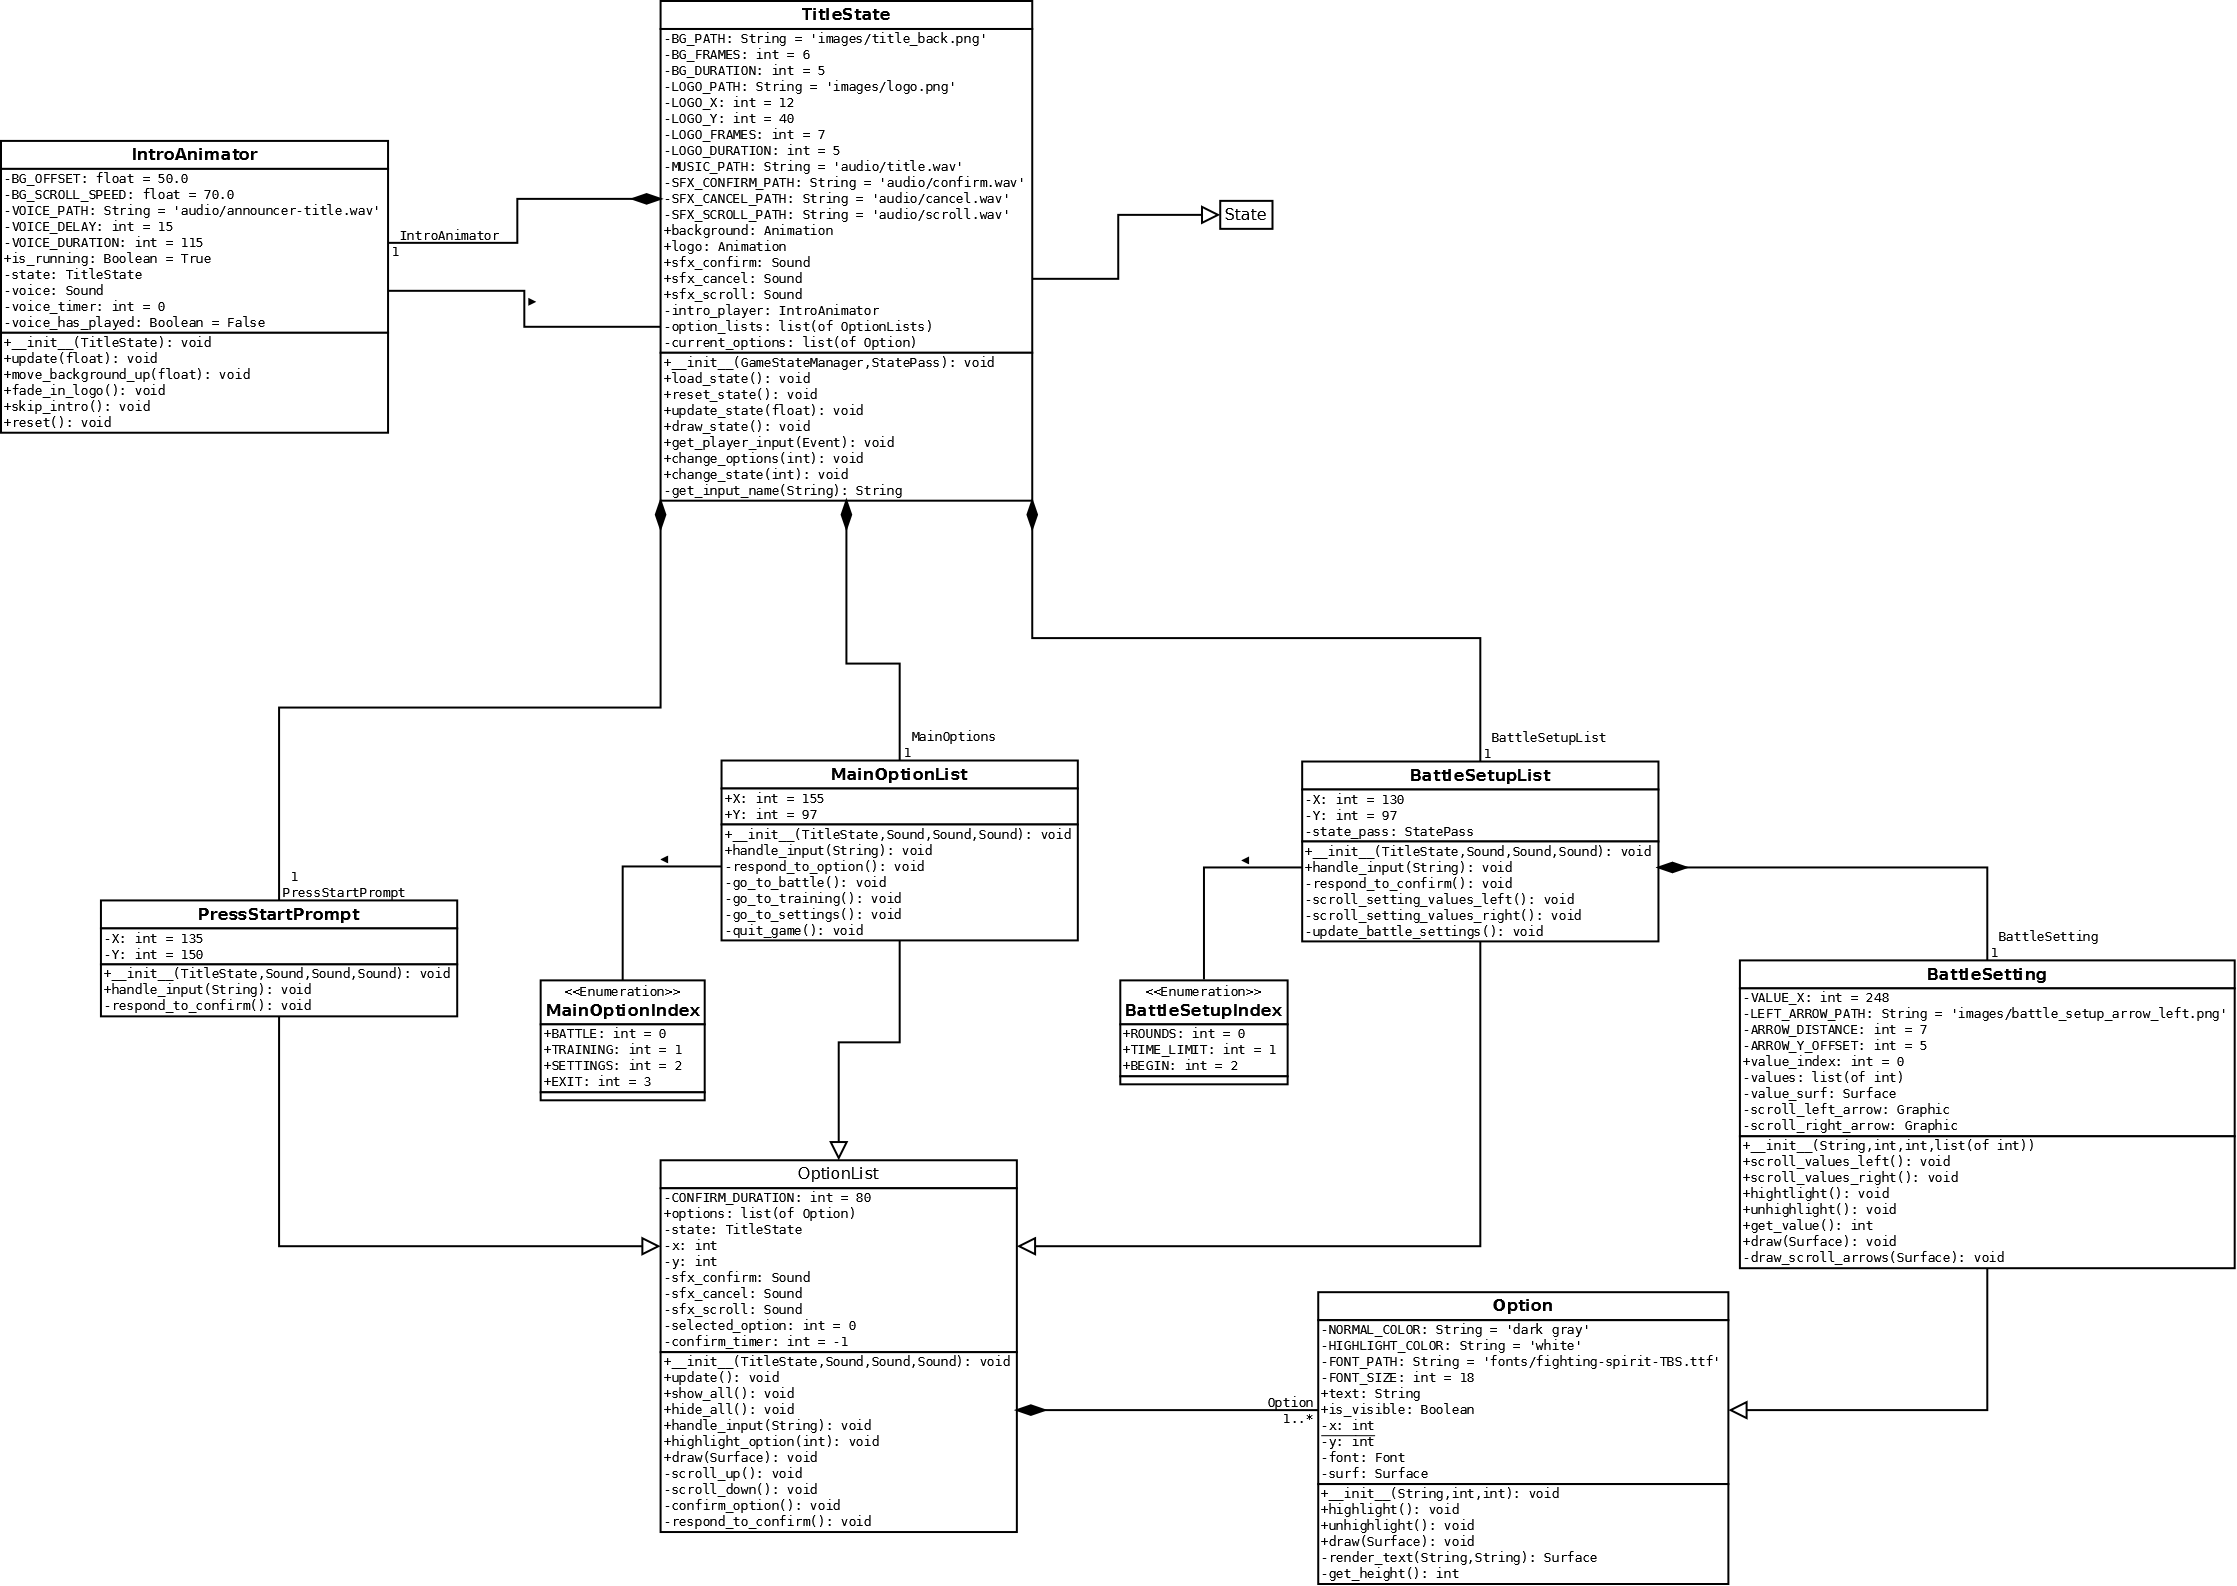 TitleState
-BG_PATH: String = 'images/title_back.png'
-BG_FRAMES: int = 6
-BG_DURATION: int = 5
-LOGO_PATH: String = 'images/logo.png'
-LOGO_X: int = 12
-LOGO_Y: int = 40
-LOGO_FRAMES: int = 7
-LOGO_DURATION: int = 5
-MUSIC_PATH: String = 'audio/title.wav'
-SFX_CONFIRM_PATH: String = 'audio/confirm.wav'
-SFX_CANCEL_PATH: String = 'audio/cancel.wav'
-SFX_SCROLL_PATH: String = 'audio/scroll.wav'
+background: Animation
+logo: Animation
+sfx_confirm: Sound
+sfx_cancel: Sound
+sfx_scroll: Sound
-intro_player: IntroAnimator
-option_lists: list(of OptionLists)
-current_options: list(of Option)
+__init__(GameStateManager,StatePass): void
+load_state(): void
+reset_state(): void
+update_state(float): void
+draw_state(): void
+get_player_input(Event): void
+change_options(int): void
+change_state(int): void
-get_input_name(String): String
IntroAnimator
-BG_OFFSET: float = 50.0
-BG_SCROLL_SPEED: float = 70.0
-VOICE_PATH: String = 'audio/announcer-title.wav'
-VOICE_DELAY: int = 15
-VOICE_DURATION: int = 115
+is_running: Boolean = True
-state: TitleState
-voice: Sound
-voice_timer: int = 0
-voice_has_played: Boolean = False
+__init__(TitleState): void
+update(float): void
+move_background_up(float): void
+fade_in_logo(): void
+skip_intro(): void
+reset(): void
IntroAnimator
1
State
MainOptions
1
MainOptionList
+X: int = 155
+Y: int = 97
+__init__(TitleState,Sound,Sound,Sound): void
+handle_input(String): void
-respond_to_option(): void
-go_to_battle(): void
-go_to_training(): void
-go_to_settings(): void
-quit_game(): void
BattleSetupList
1
BattleSetupList
-X: int = 130
-Y: int = 97
-state_pass: StatePass
+__init__(TitleState,Sound,Sound,Sound): void
+handle_input(String): void
-respond_to_confirm(): void
-scroll_setting_values_left(): void
-scroll_setting_values_right(): void
-update_battle_settings(): void
1
PressStartPrompt
PressStartPrompt
-X: int = 135
-Y: int = 150
+__init__(TitleState,Sound,Sound,Sound): void
+handle_input(String): void
-respond_to_confirm(): void
<<Enumeration>>
MainOptionIndex
+BATTLE: int = 0
+TRAINING: int = 1
+SETTINGS: int = 2
+EXIT: int = 3
<<Enumeration>>
BattleSetupIndex
+ROUNDS: int = 0
+TIME_LIMIT: int = 1
+BEGIN: int = 2
BattleSetting
1
BattleSetting
-VALUE_X: int = 248
-LEFT_ARROW_PATH: String = 'images/battle_setup_arrow_left.png'
-ARROW_DISTANCE: int = 7
-ARROW_Y_OFFSET: int = 5
+value_index: int = 0
-values: list(of int)
-value_surf: Surface
-scroll_left_arrow: Graphic
-scroll_right_arrow: Graphic
+__init__(String,int,int,list(of int))
+scroll_values_left(): void
+scroll_values_right(): void
+hightlight(): void
+unhighlight(): void
+get_value(): int
+draw(Surface): void
-draw_scroll_arrows(Surface): void
OptionList
-CONFIRM_DURATION: int = 80
+options: list(of Option)
-state: TitleState
-x: int
-y: int
-sfx_confirm: Sound
-sfx_cancel: Sound
-sfx_scroll: Sound
-selected_option: int = 0
-confirm_timer: int = -1
+__init__(TitleState,Sound,Sound,Sound): void
+update(): void
+show_all(): void
+hide_all(): void
+handle_input(String): void
+highlight_option(int): void
+draw(Surface): void
-scroll_up(): void
-scroll_down(): void
-confirm_option(): void
-respond_to_confirm(): void
Option
1..*
Option
-NORMAL_COLOR: String = 'dark gray'
-HIGHLIGHT_COLOR: String = 'white'
-FONT_PATH: String = 'fonts/fighting-spirit-TBS.ttf'
-FONT_SIZE: int = 18
+text: String
+is_visible: Boolean
-x: int
-y: int
-font: Font
-surf: Surface
+__init__(String,int,int): void
+highlight(): void
+unhighlight(): void
+draw(Surface): void
-render_text(String,String): Surface
-get_height(): int